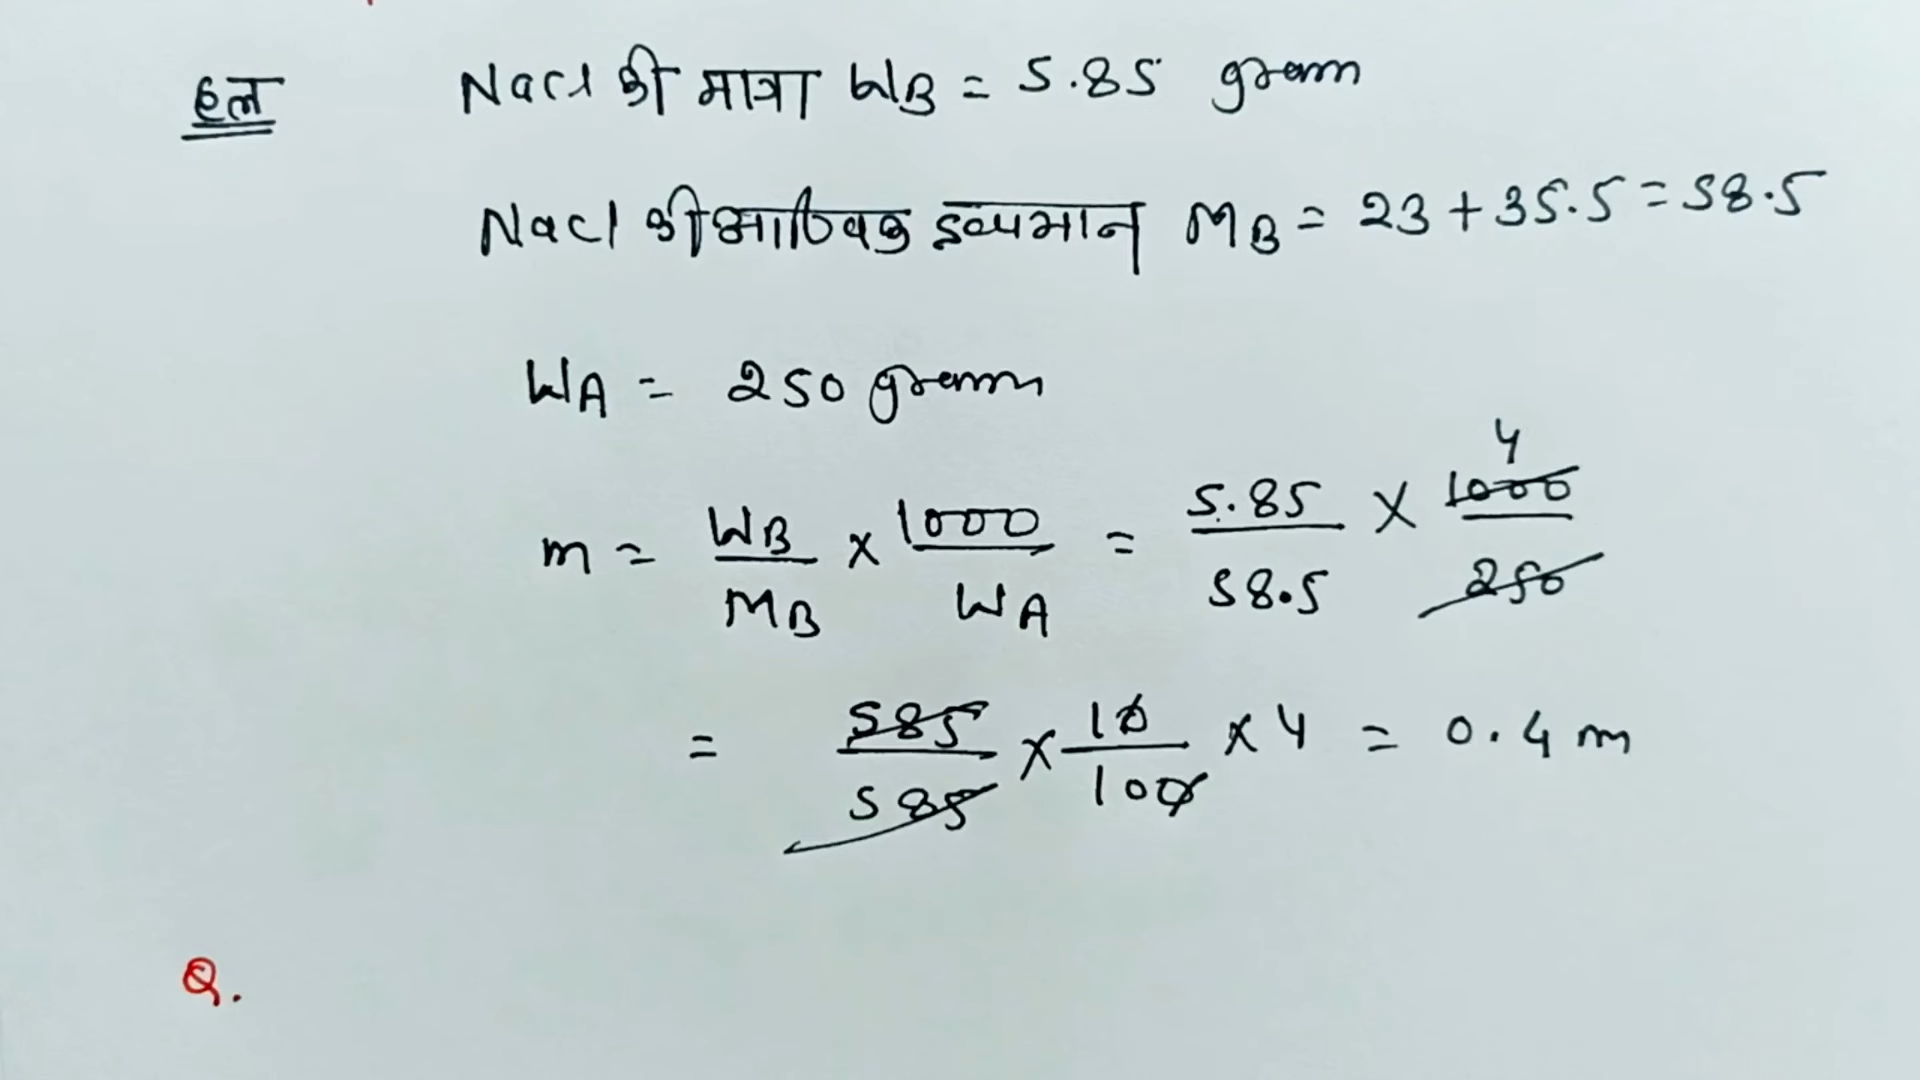 हल NaCl की मात्रा WB = 5.85 gram
NaCl की आण्विक द्रव्यमान MB = 23 + 35.5 = 58.5
WA = 250 gram
m = WB/MB × 1000/WA = 5.85/58.5 × 1000/250 4
= 585/585 × 10/100 × 4 = 0.4 m
Q.